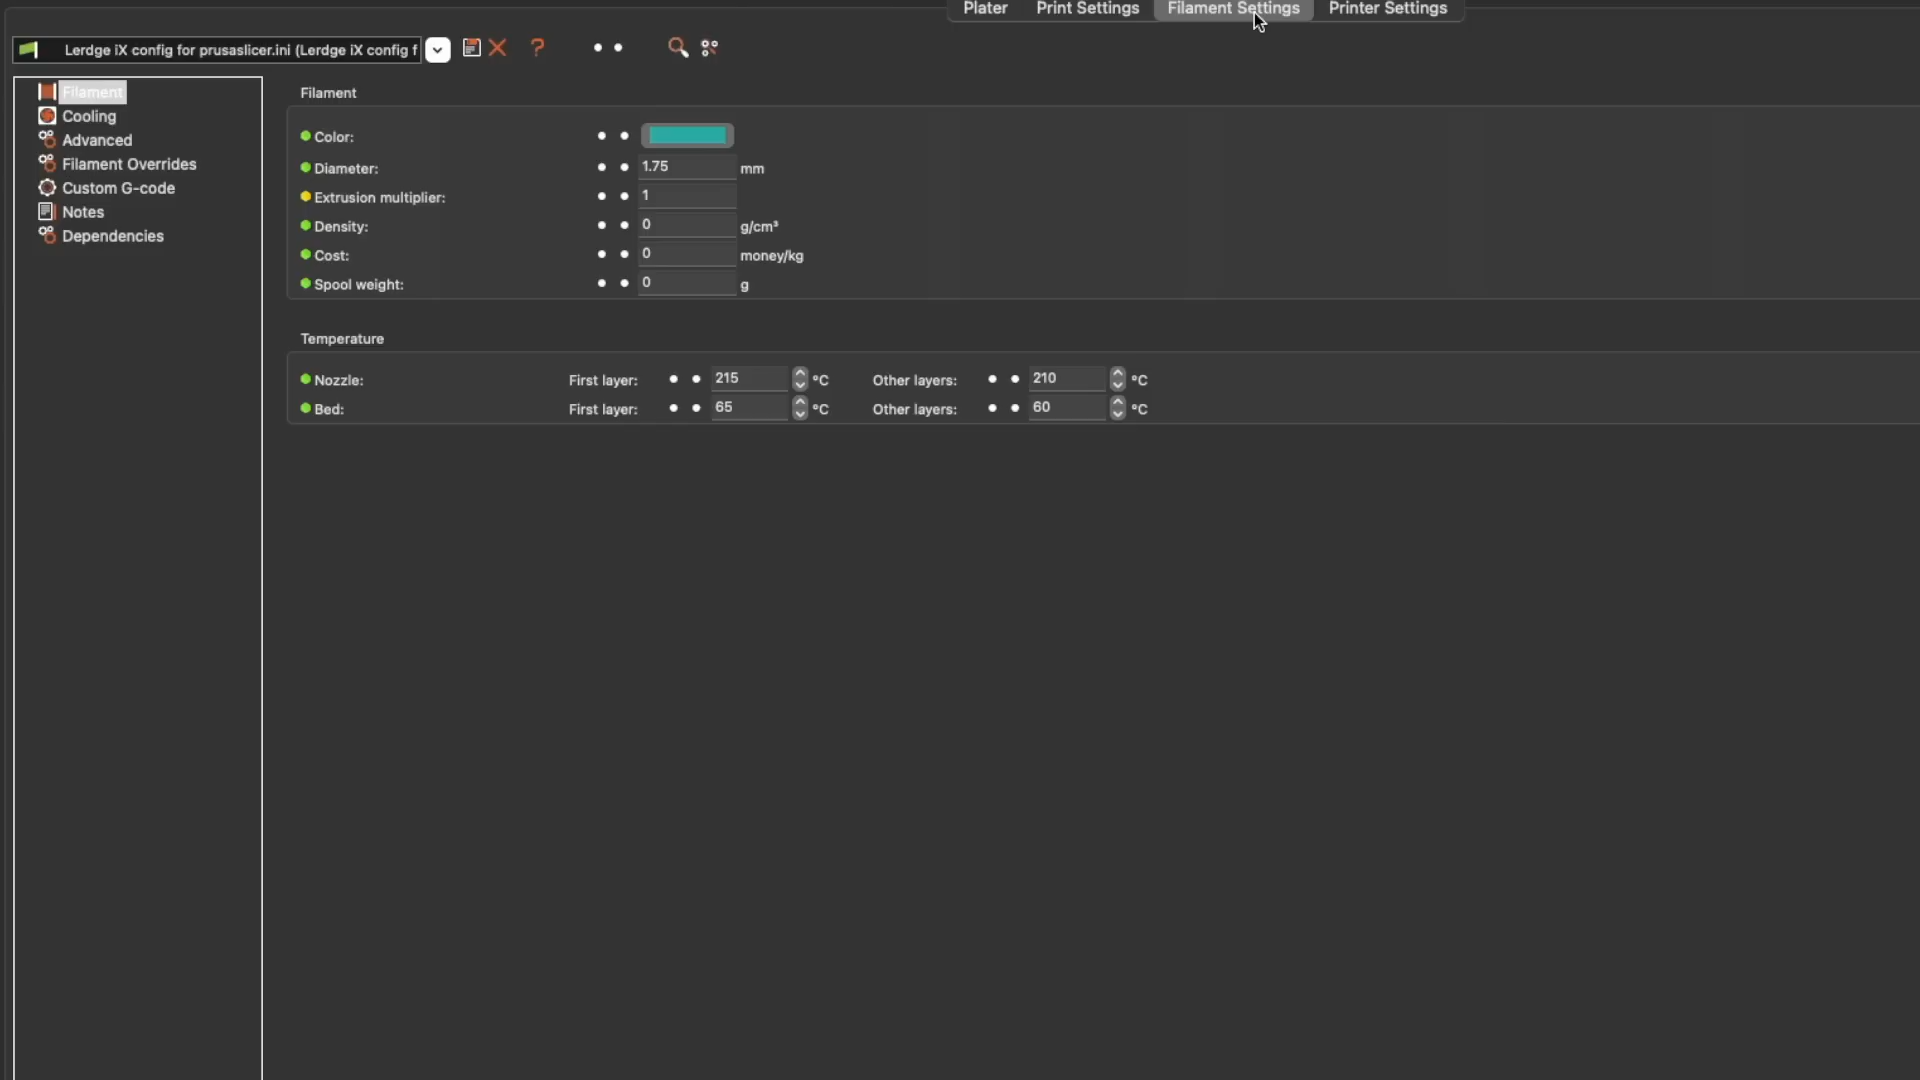 Plater Print Settings Filament Settings Printer Settings
Lerdge iX config for prusaslicer.ini (Lerdge iX config f ?
Filament
Cooling
Advanced
Filament Overrides
Custom G-code
Notes
Dependencies
Filament
Color:
Diameter: 1.75 mm
Extrusion multiplier: 1
Density: 0 g/cm³
Cost: 0 money/kg
Spool weight: 0 g
Temperature
Nozzle: First layer: 215 °C Other layers: 210 °C
Bed: First layer: 65 °C Other layers: 60 °C